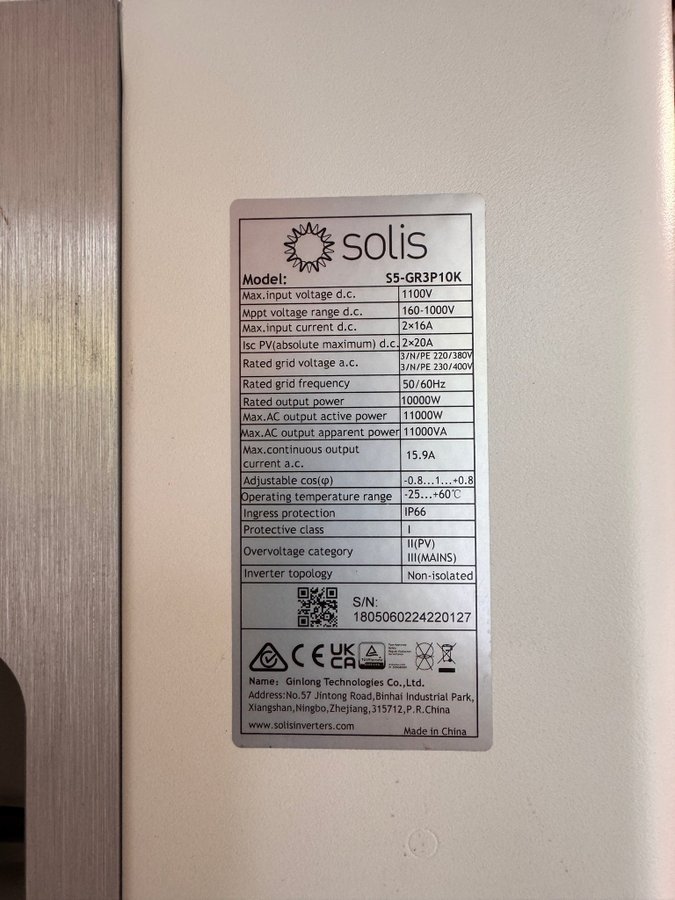 solis
Model: S5-GR3P10K
Max.input voltage d.c. 1100V
Mppt voltage range d.c. 160-1000V
Max.input current d.c. 2×16A
Isc PV(absolute maximum) d.c. 2×20A
Rated grid voltage a.c. 3/N/PE 220/380V
3/N/PE 230/400V
Rated grid frequency 50/60Hz
Rated output power 10000W
Max.AC output active power 11000W
Max.AC output apparent power 11000VA
Max.continuous output
current a.c. 15.9A
Adjustable cos(φ) -0.8...1...+0.8
Operating temperature range -25...+60℃
Ingress protection IP66
Protective class I
Overvoltage category II(PV)
III(MAINS)
Inverter topology Non-isolated
S/N:
1805060224220127
CE UK
CA
Name: Ginlong Technologies Co.,Ltd.
Address:No.57 Jintong Road,Binhai Industrial Park,
Xiangshan,Ningbo,Zhejiang,315712,P.R.China
www.solisinverters.com Made in China